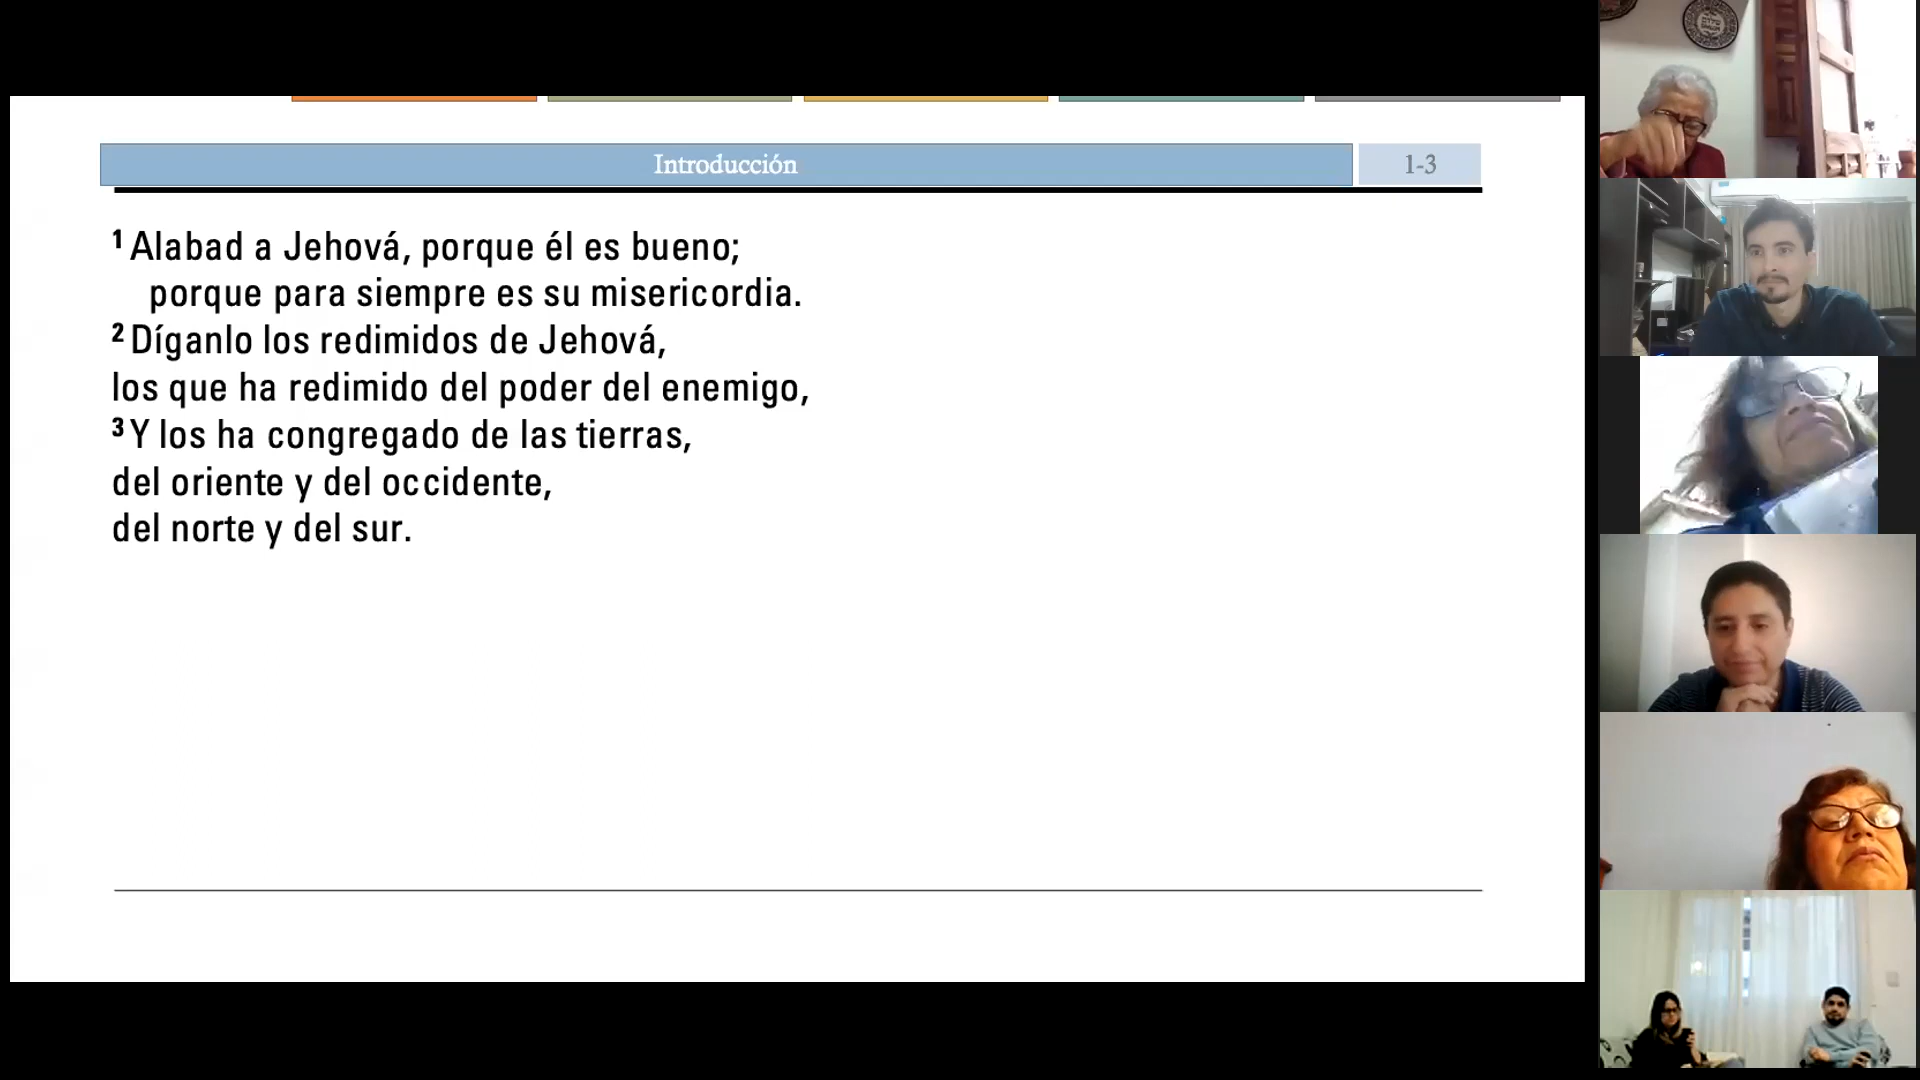 Introducción
1-3
1 Alabad a Jehová, porque él es bueno;
porque para siempre es su misericordia.
2 Díganlo los redimidos de Jehová,
los que ha redimido del poder del enemigo,
3 Y los ha congregado de las tierras,
del oriente y del occidente,
del norte y del sur.